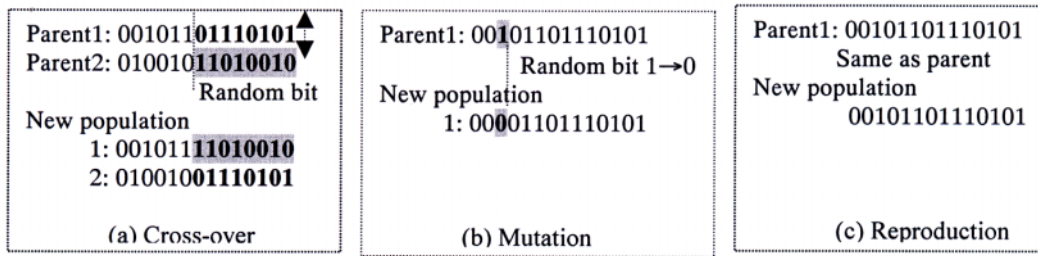 Parent1: 00101101110101
Parent2: 01001011010010
Random bit
New population
1: 00101111010010
2: 01001001110101
(a) Cross-over
Parent1: 00101101110101
Random bit 1→0
New population
1: 00001101110101
(b) Mutation
Parent1: 00101101110101
Same as parent
New population
00101101110101
(c) Reproduction